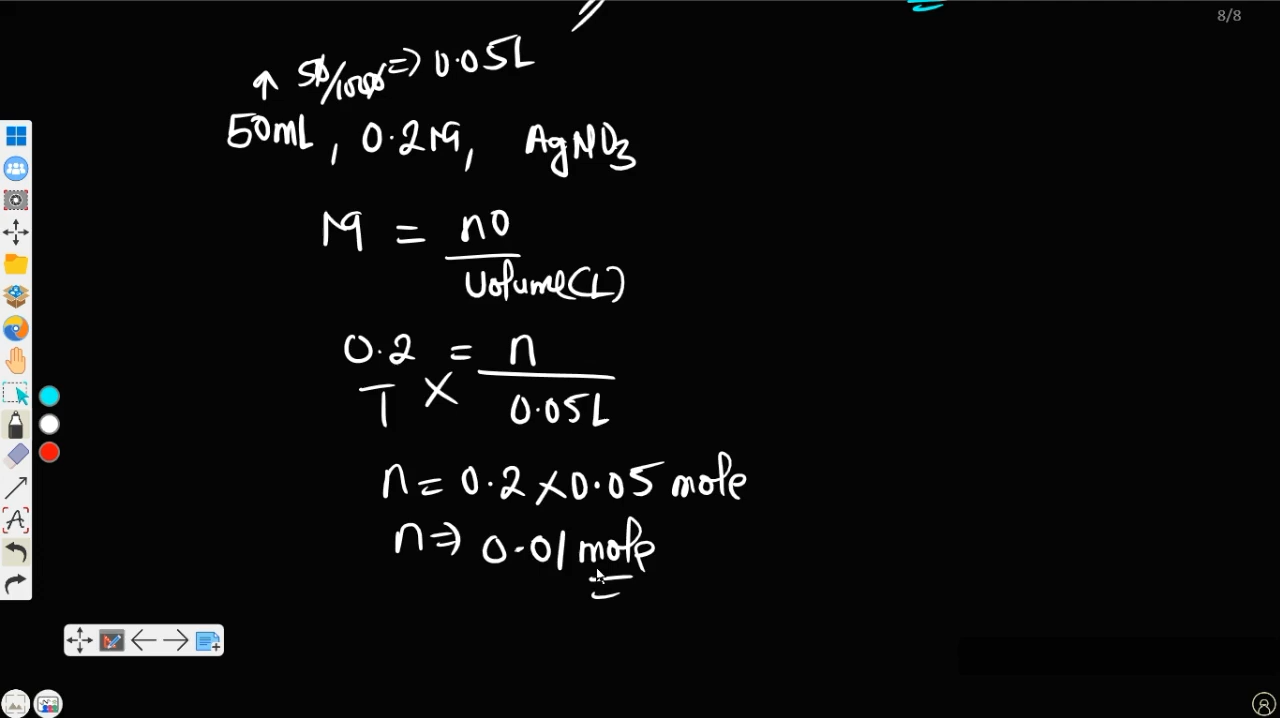 8/8
50/1000 => 0.05L
50mL, 0.2M, AgNO3
M = no
Volume(L)
0.2 = n
1 × 0.05L
n = 0.2 × 0.05 mole
n => 0.01 mole